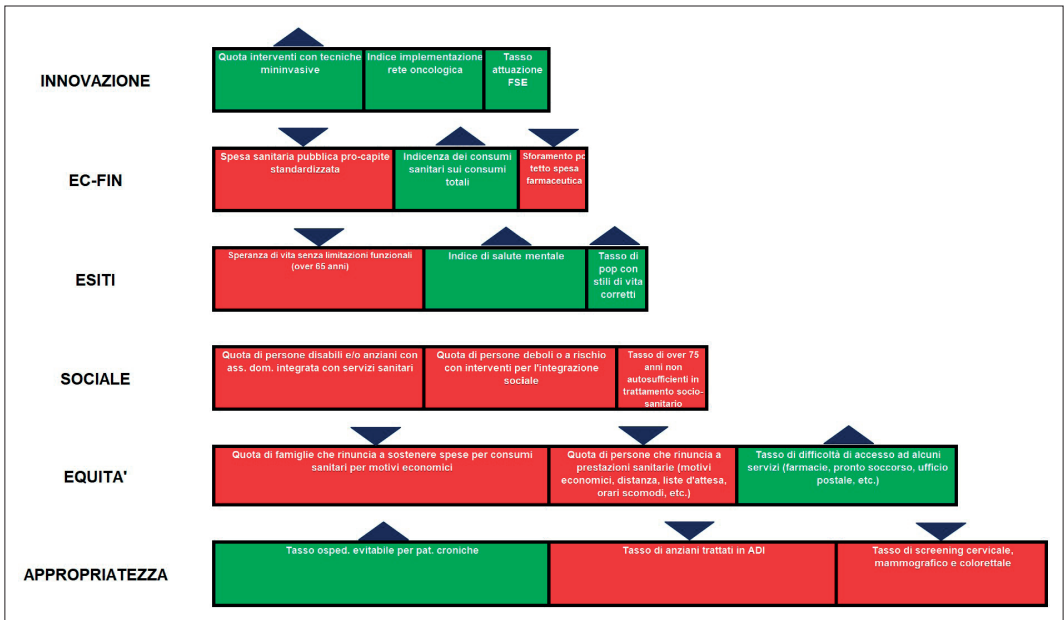 INNOVAZIONE
Quota interventi con tecniche
mininvasive
Indice implementazione
rete oncologica
Tasso
attuazione
FSE
EC-FIN
Spesa sanitaria pubblica pro-capite
standardizzata
Indicenza dei consumi
sanitari sui consumi
totali
Sforamento pc
tetto spesa
farmaceutica
ESITI
Speranza di vita senza limitazioni funzionali
(over 65 anni)
Indice di salute mentale
Tasso di
pop con
stili di vita
corretti
SOCIALE
Quota di persone disabili e/o anziani con
ass. dom. integrata con servizi sanitari
Quota di persone deboli o a rischio
con interventi per l'integrazione
sociale
Tasso di over 75
anni non
autosufficienti in
trattamento socio-
sanitario
EQUITA'
Quota di famiglie che rinuncia a sostenere spese per consumi
sanitari per motivi economici
Quota di persone che rinuncia a
prestazioni sanitarie (motivi
economici, distanza, liste d'attesa,
orari scomodi, etc.)
Tasso di difficoltà di accesso ad alcuni
servizi (farmacie, pronto soccorso, ufficio
postale, etc.)
APPROPRIATEZZA
Tasso osped. evitabile per pat. croniche
Tasso di anziani trattati in ADI
Tasso di screening cervicale,
mammografico e colorettale